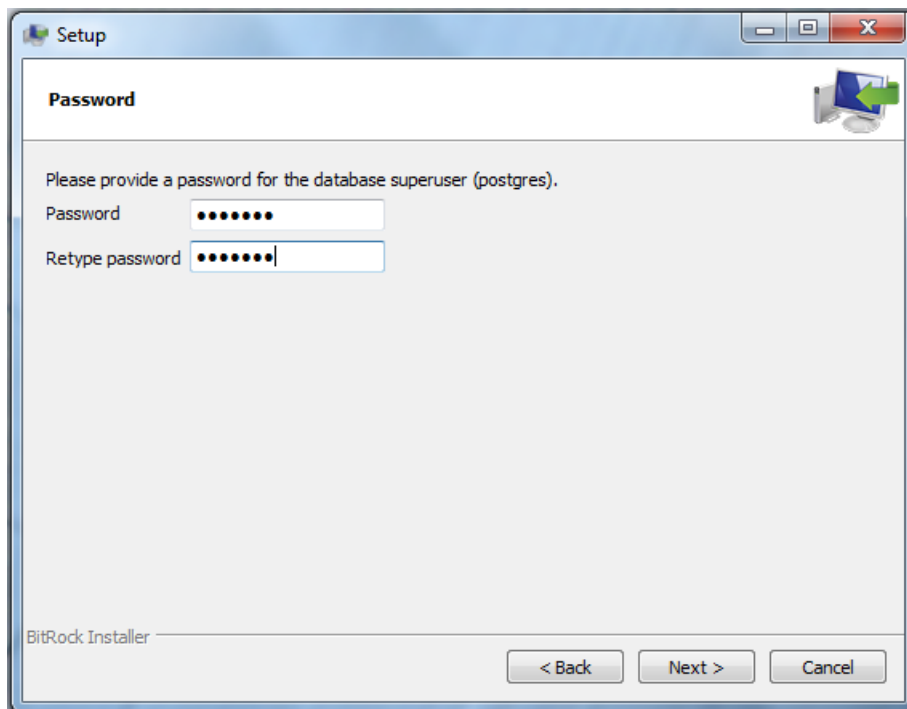 Setup
Password
Please provide a password for the database superuser (postgres).
Password •••••••
Retype password •••••••
BitRock Installer
< Back Next > Cancel